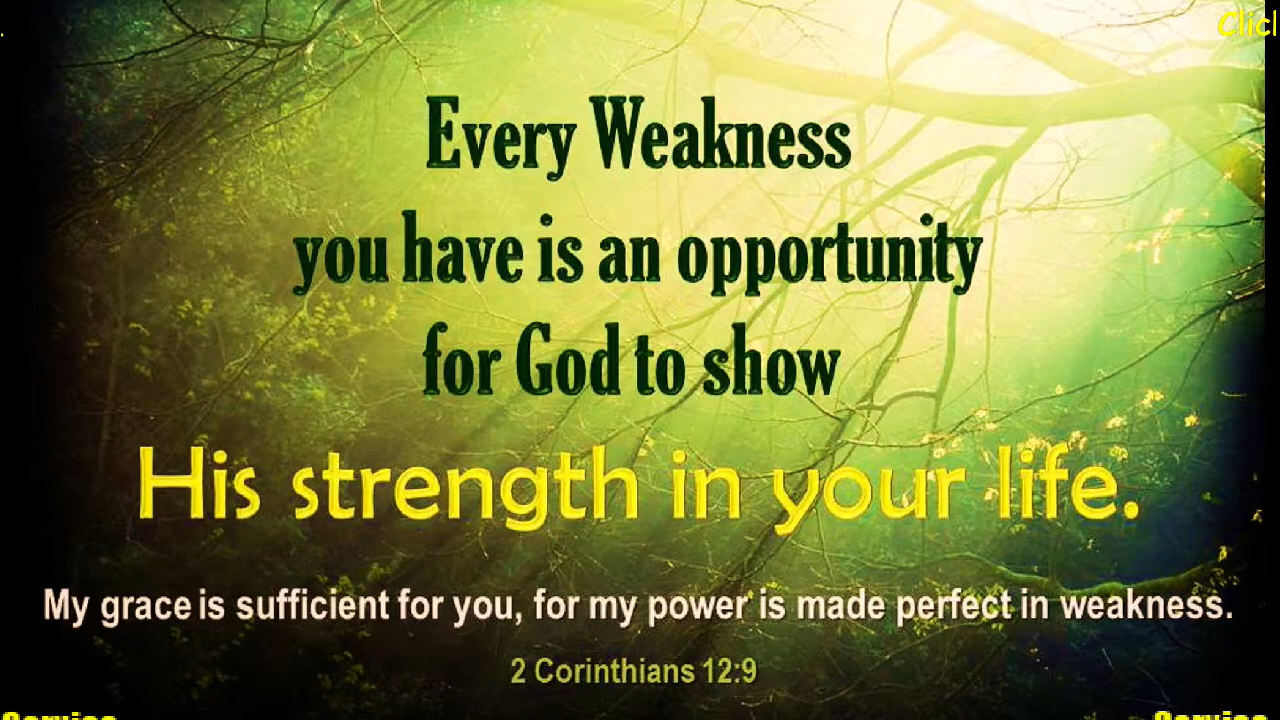 Every Weakness
you have is an opportunity
for God to show
His strength in your life.
My grace is sufficient for you, for my power is made perfect in weakness.
2 Corinthians 12:9